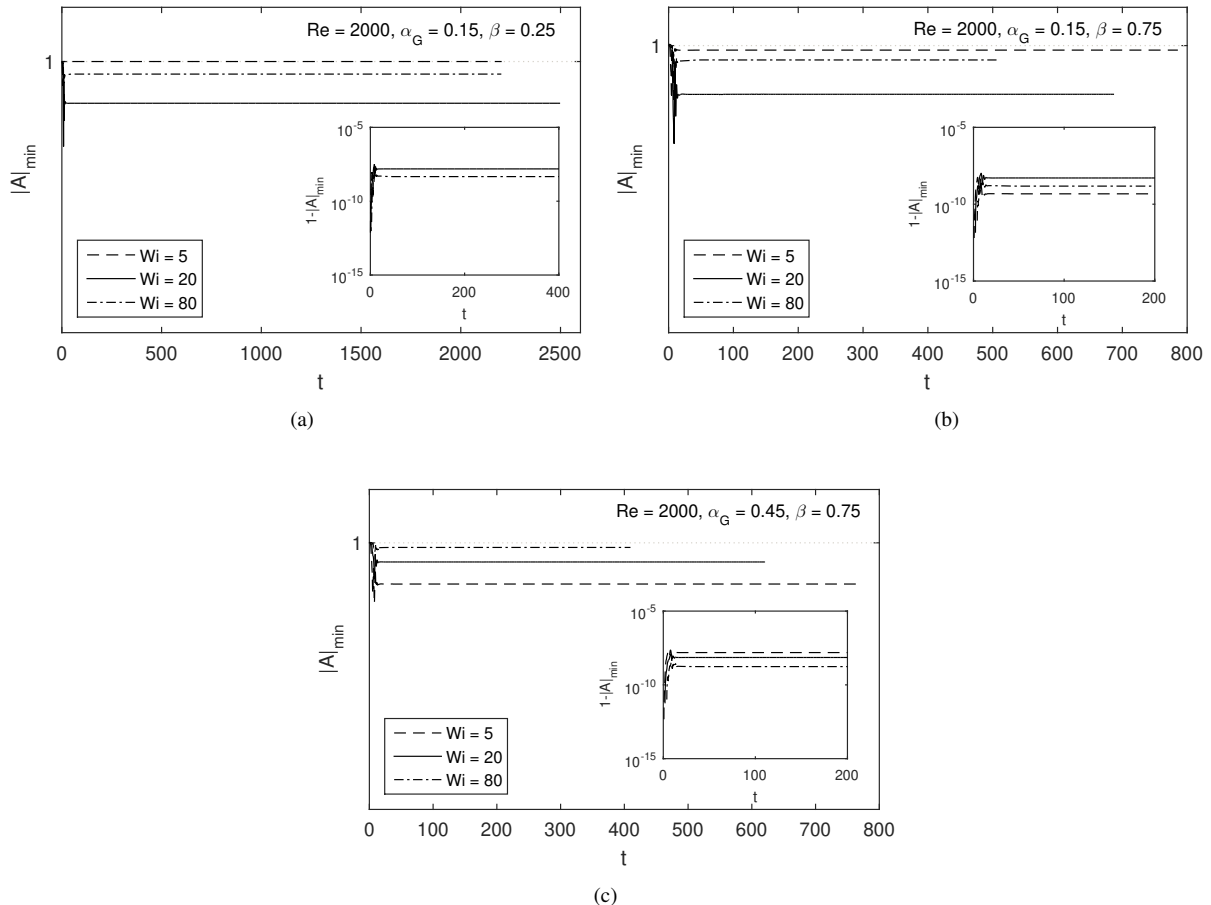 Re = 2000, α_G = 0.15, β = 0.25
1
|A|_min
10^-5
10^-10
10^-15
1-|A|_min
0 200 400
t
Wi = 5
Wi = 20
Wi = 80
0 500 1000 1500 2000 2500
t
(a)
Re = 2000, α_G = 0.15, β = 0.75
1
|A|_min
10^-5
10^-10
10^-15
1-|A|_min
0 100 200
t
Wi = 5
Wi = 20
Wi = 80
0 100 200 300 400 500 600 700 800
t
(b)
Re = 2000, α_G = 0.45, β = 0.75
1
|A|_min
10^-5
10^-10
10^-15
1-|A|_min
0 100 200
t
Wi = 5
Wi = 20
Wi = 80
0 100 200 300 400 500 600 700 800
t
(c)